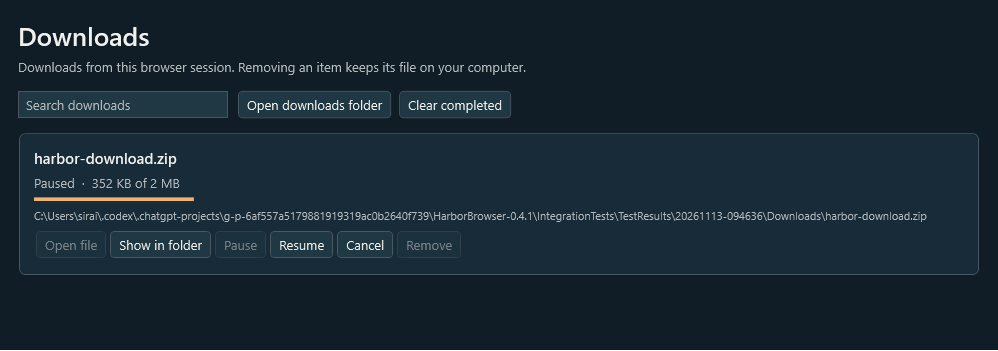 Downloads
Downloads from this browser session. Removing an item keeps its file on your computer.
Search downloads
Open downloads folder
Clear completed
harbor-download.zip
Paused · 352 KB of 2 MB
C:\Users\sirai\.codex\.chatgpt-projects\g-p-6af557a5179881919319ac0b2640f739\HarborBrowser-0.4.1\IntegrationTests\TestResults\20261113-094636\Downloads\harbor-download.zip
Open file
Show in folder
Pause
Resume
Cancel
Remove